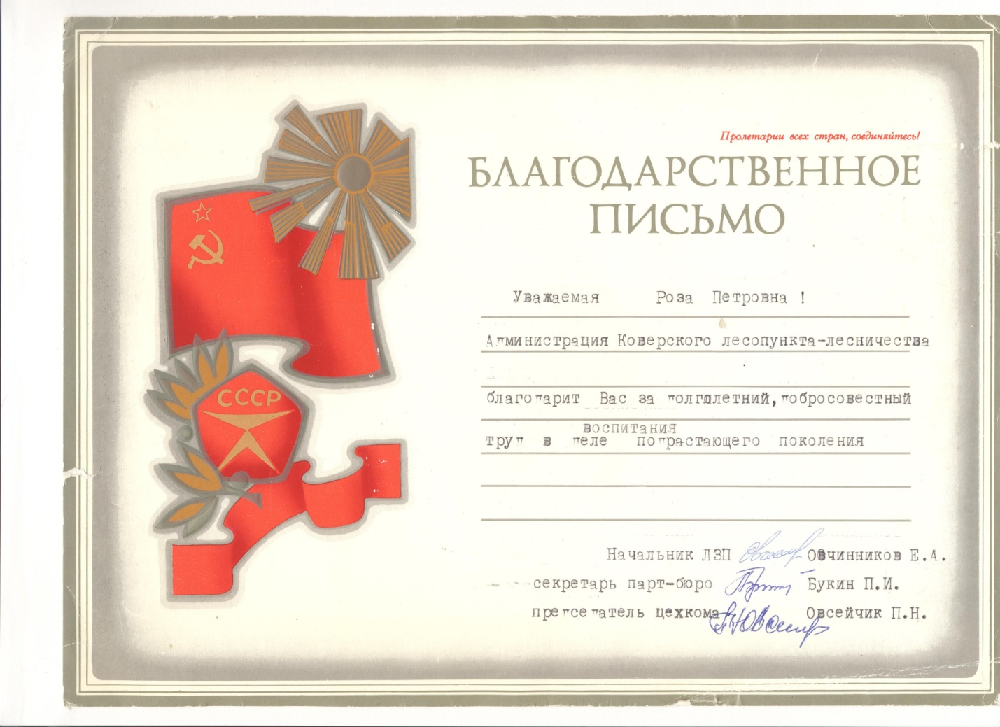 Пролетарии всех стран, соединяйтесь!
БЛАГОДАРСТВЕННОЕ
ПИСЬМО
Уважаемая Роза Петровна !
Администрация Коверского лесопункта-лесничества
благодарит Вас за долголетний,добросовестный
воспитания
труд в деле подрастающего поколения
СССР
Начальник ЛЗП Овчинников Е.А.
секретарь парт-бюро Букин П.И.
председатель цехкома Овсейчик П.Н.